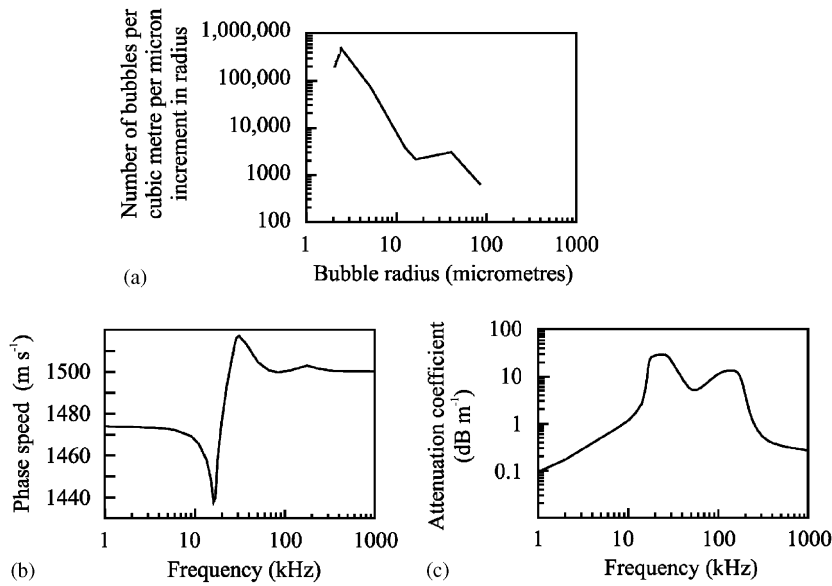 Number of bubbles per
cubic metre per micron
increment in radius
1,000,000
100,000
10,000
1000
100
1 10 100 1000
Bubble radius (micrometres)
(a)
Phase speed (m s⁻¹)
1500
1480
1460
1440
1 10 100 1000
Frequency (kHz)
(b)
Attenuation coefficient
(dB m⁻¹)
100
10
1
0.1
1 10 100 1000
Frequency (kHz)
(c)